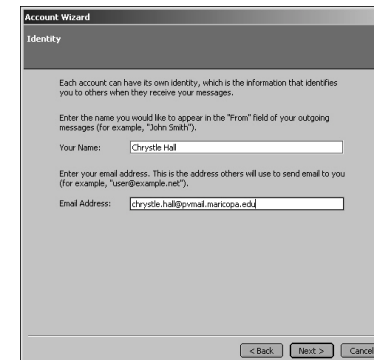 Account Wizard
Identity
Each account can have its own identity, which is the information that identifies
you to others when they receive your messages.
Enter the name you would like to appear in the "From" field of your outgoing
messages (for example, "John Smith").
Your Name: Chrystle Hall
Enter your email address. This is the address others will use to send email to you
(for example, "user@example.net").
Email Address: chrystle.hall@pvmail.maricopa.edu
< Back Next > Cancel